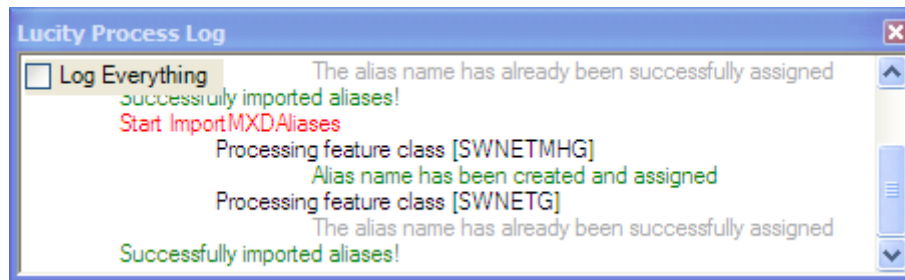 Lucity Process Log
Log Everything
The alias name has already been successfully assigned
Successfully imported aliases!
Start ImportMXDAliases
Processing feature class [SWNETMHG]
Alias name has been created and assigned
Processing feature class [SWNETG]
The alias name has already been successfully assigned
Successfully imported aliases!